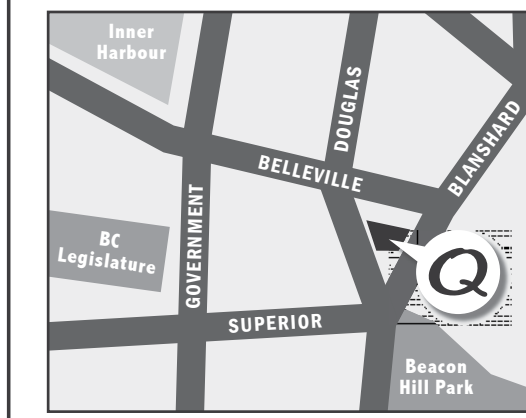 Inner
Harbour
DOUGLAS
BLANSHARD
BELLEVILLE
GOVERNMENT
BC
Legislature
Q
SUPERIOR
Beacon
Hill Park